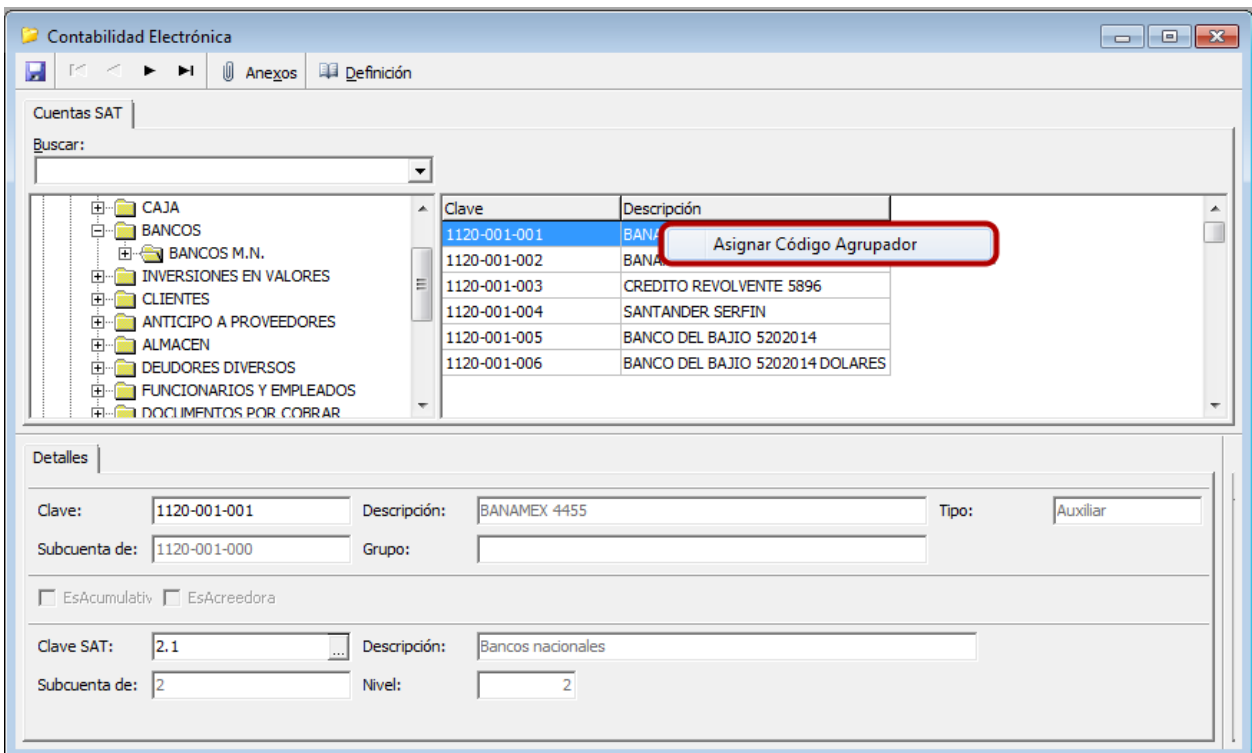 Contabilidad Electrónica
Anexos Definición
Cuentas SAT
Buscar:
CAJA
BANCOS
BANCOS M.N.
INVERSIONES EN VALORES
CLIENTES
ANTICIPO A PROVEEDORES
ALMACEN
DEUDORES DIVERSOS
FUNCIONARIOS Y EMPLEADOS
DOCUMENTOS POR COBRAR
Clave Descripción
1120-001-001 BANA
Asignar Código Agrupador
1120-001-002 BANA
1120-001-003 CREDITO REVOLVENTE 5896
1120-001-004 SANTANDER SERFIN
1120-001-005 BANCO DEL BAJIO 5202014
1120-001-006 BANCO DEL BAJIO 5202014 DOLARES
Detalles
Clave: 1120-001-001 Descripción: BANAMEX 4455 Tipo: Auxiliar
Subcuenta de: 1120-001-000 Grupo:
EsAcumulativ EsAcreedora
Clave SAT: 2.1 ... Descripción: Bancos nacionales
Subcuenta de: 2 Nivel: 2